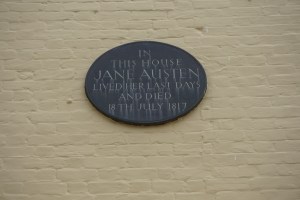 IN
THIS HOUSE
JANE AUSTEN
LIVED HER LAST DAYS
AND DIED
18TH JULY 1817